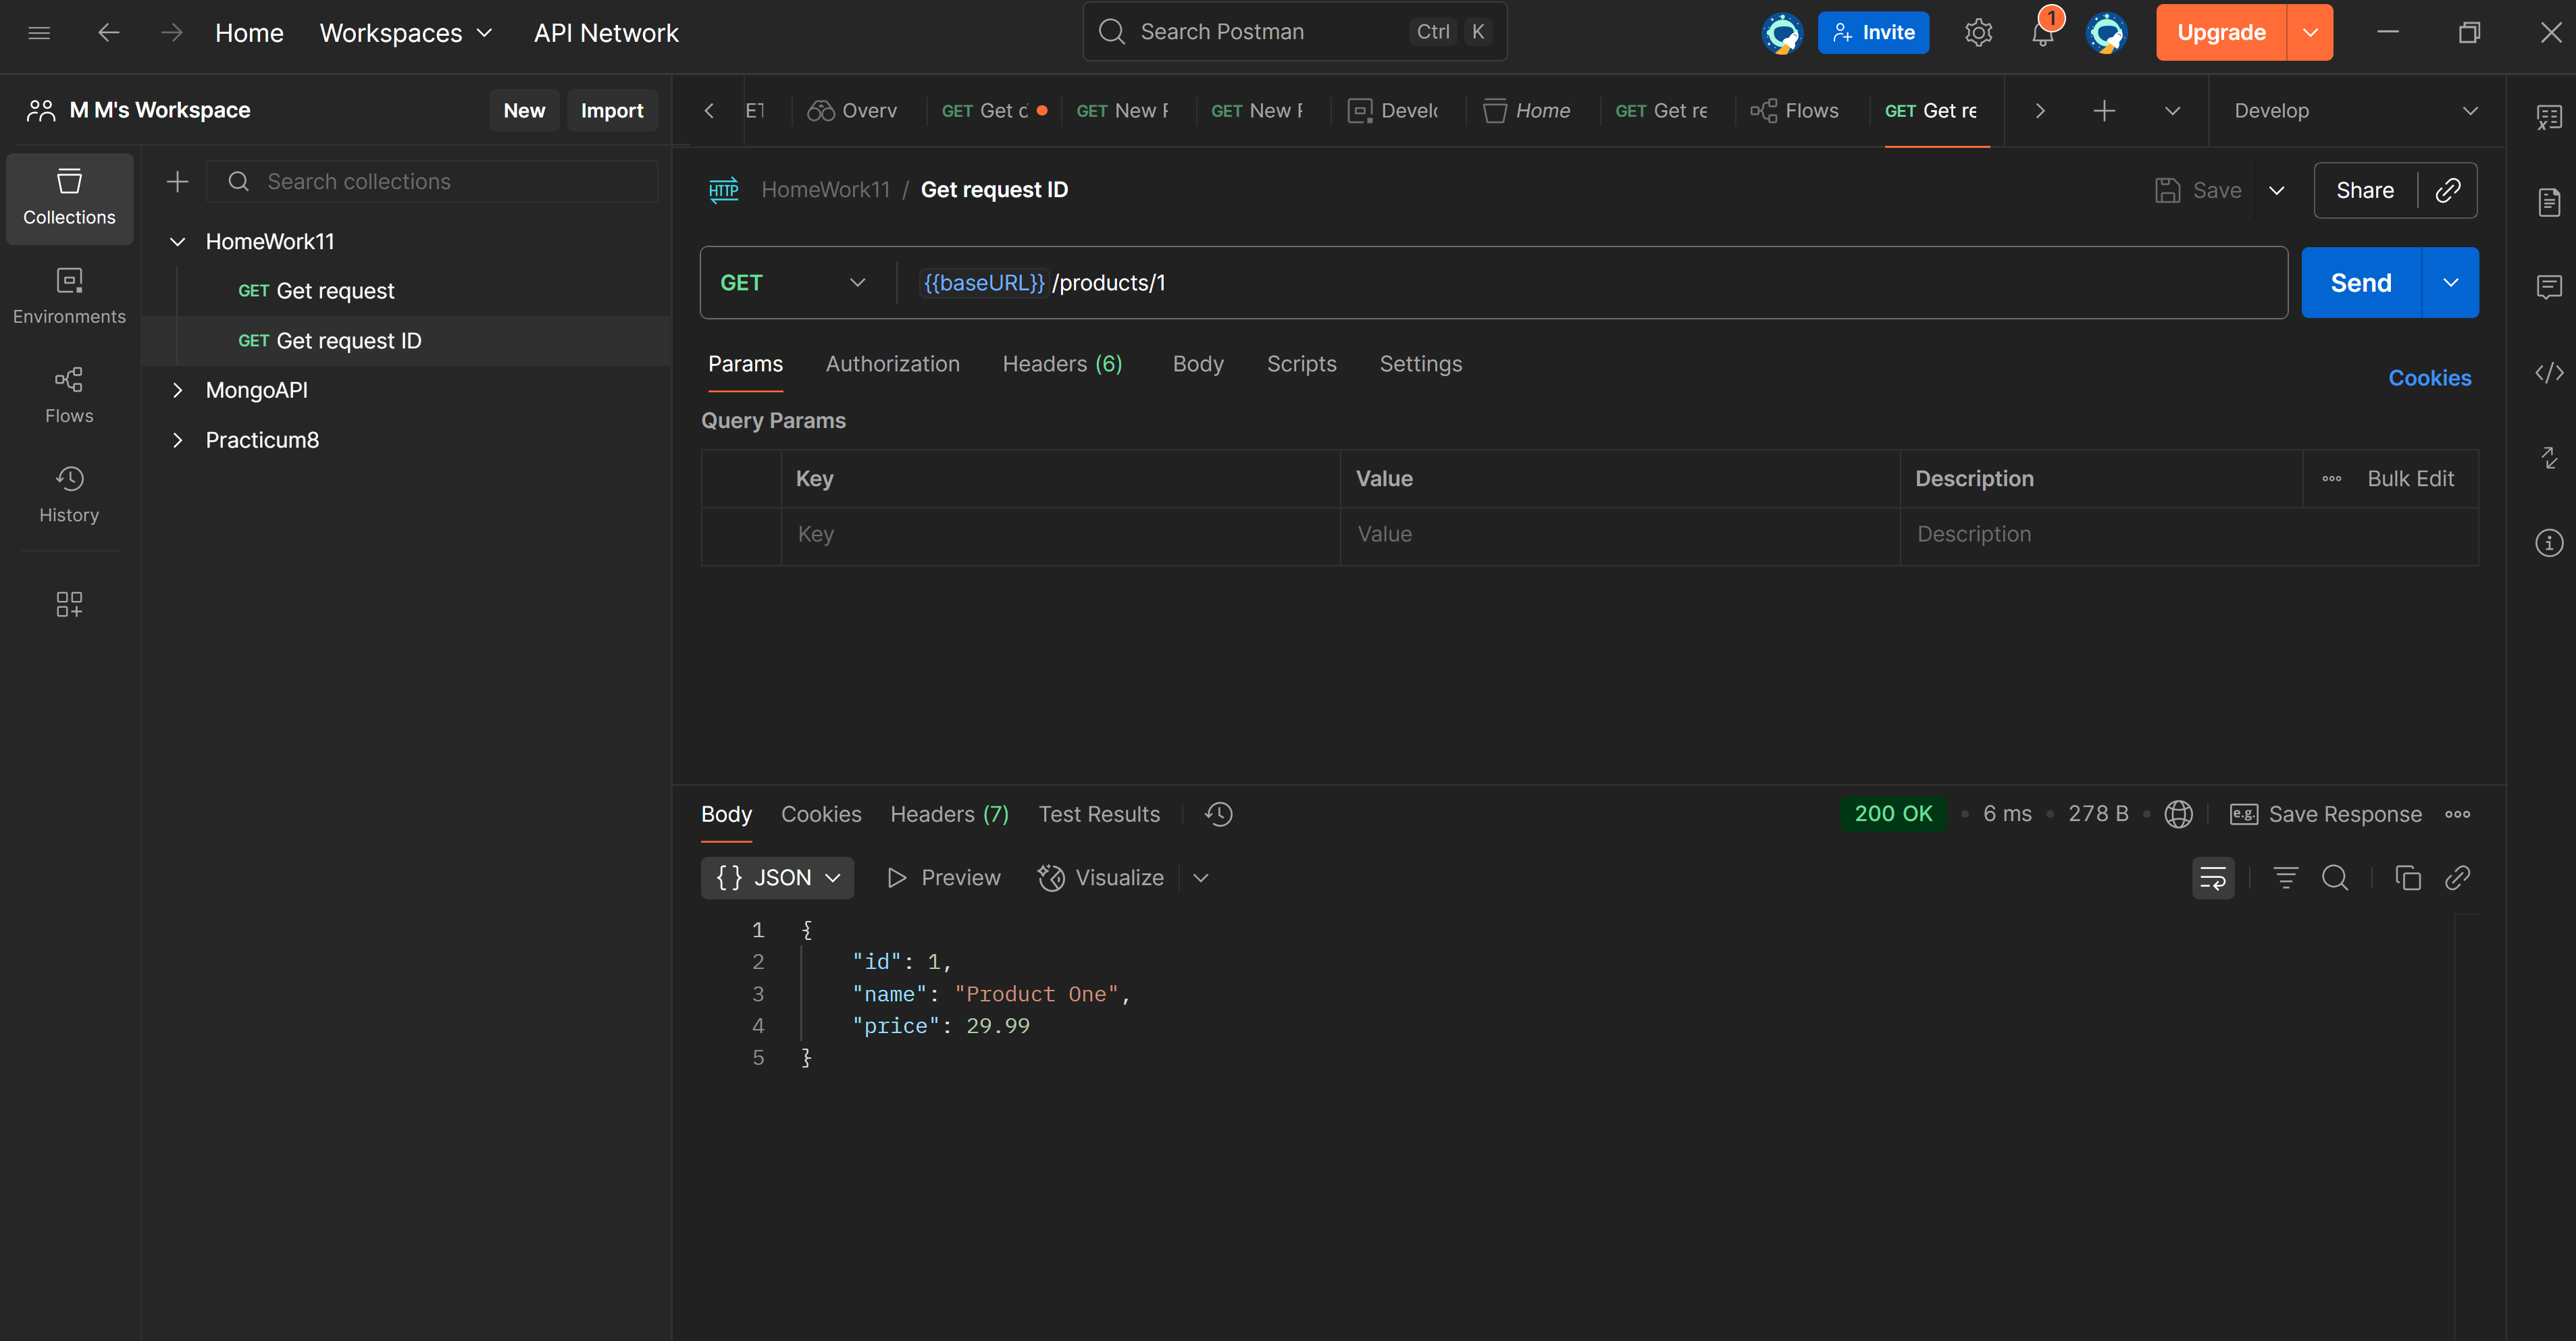 Home Workspaces API Network Search Postman Ctrl K Invite 1 Upgrade
M M's Workspace New Import
ET Overv GET Get c GET New F GET New F Develo Home GET Get re Flows GET Get re Develop
Collections
Environments
Flows
History
Search collections
HomeWork11
GET Get request
GET Get request ID
MongoAPI
Practicum8
HTTP HomeWork11 / Get request ID Save Share
GET {{baseURL}} /products/1 Send
Params Authorization Headers (6) Body Scripts Settings Cookies
Query Params
Key Value Description Bulk Edit
Key Value Description
Body Cookies Headers (7) Test Results 200 OK • 6 ms • 278 B • e.g. Save Response
{ } JSON Preview Visualize
1 {
2 "id": 1,
3 "name": "Product One",
4 "price": 29.99
5 }